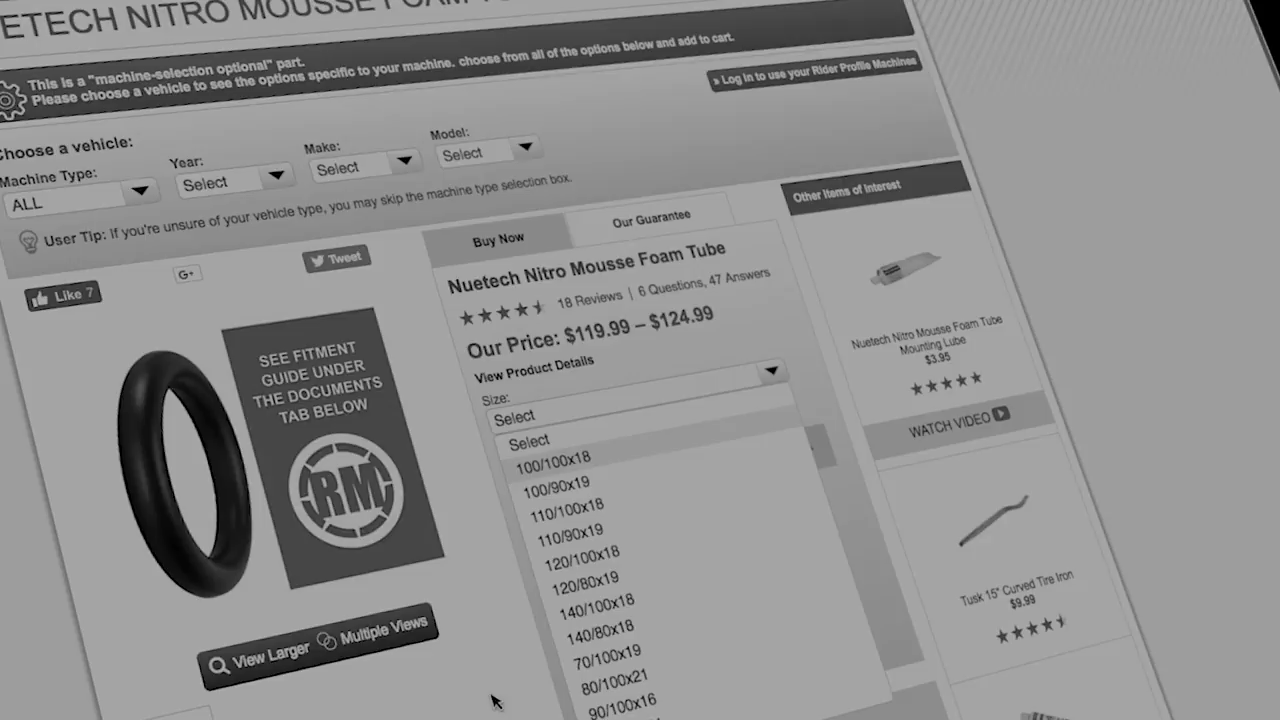 This is a "machine-selection optional" part.
Please choose a vehicle to see the options specific to your machine. choose from all of the options below and add to cart.
» Log in to use your Rider Profile Machines
Choose a vehicle:
Machine Type:
ALL
Year:
Select
Make:
Select
Model:
Select
User Tip: If you're unsure of your vehicle type, you may skip the machine type selection box.
Like 7
G+
Tweet
SEE FITMENT
GUIDE UNDER
THE DOCUMENTS
TAB BELOW
RM
View Larger
Multiple Views
Buy Now
Our Guarantee
Nuetech Nitro Mousse Foam Tube
18 Reviews | 6 Questions, 47 Answers
Our Price: $119.99 – $124.99
View Product Details
Size:
Select
Select
100/100x18
100/90x19
110/100x18
110/90x19
120/100x18
120/80x19
140/100x18
140/80x18
70/100x19
80/100x21
90/100x16
Other Items of Interest
Nuetech Nitro Mousse Foam Tube
Mounting Lube
$3.95
WATCH VIDEO
Tusk 15" Curved Tire Iron
$9.99